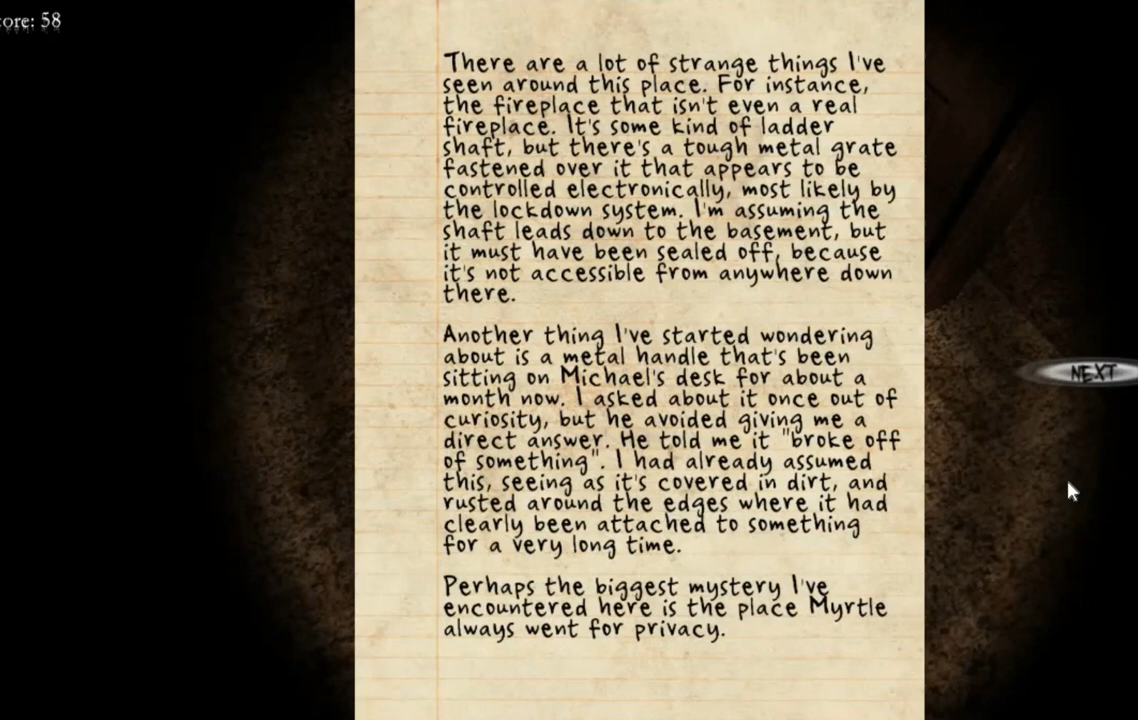 core: 58
There are a lot of strange things I've
seen around this place. For instance,
the fireplace that isn't even a real
fireplace. It's some kind of ladder
shaft, but there's a tough metal grate
fastened over it that appears to be
controlled electronically, most likely by
the lockdown system. I'm assuming the
shaft leads down to the basement, but
it must have been sealed off, because
it's not accessible from anywhere down
there.
Another thing I've started wondering
about is a metal handle that's been
sitting on Michael's desk for about a
month now. I asked about it once out of
curiosity, but he avoided giving me a
direct answer. He told me it "broke off
of something". I had already assumed
this, seeing as it's covered in dirt, and
rusted around the edges where it had
clearly been attached to something
for a very long time.
Perhaps the biggest mystery I've
encountered here is the place Myrtle
always went for privacy.
NEXT